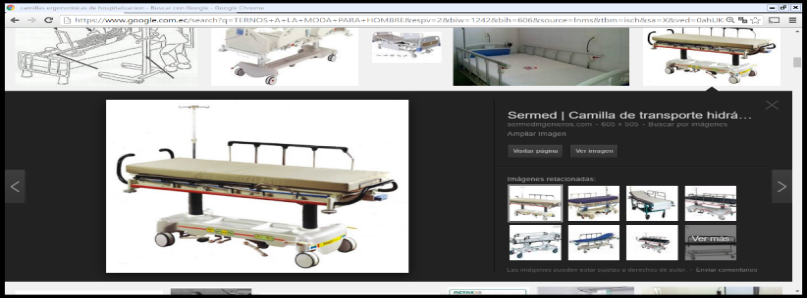 camillas ergonomicas de hospitalizacion - Buscar con Google - Google Chrome
https://www.google.com.ec/search?q=TERNOS+A+LA+MODA+PARA+HOMBRE&espv=2&biw=1242&bih=606&source=lnms&tbm=isch&sa=X&ved=0ahUK
Sermed | Camilla de transporte hidrá...
sermedingenieros.com - 605 × 505 - Buscar por imágenes
Ampliar imagen
Visitar página Ver imagen
Imágenes relacionadas:
Ver más
Las imágenes pueden estar sujetas a derechos de autor. - Enviar comentarios